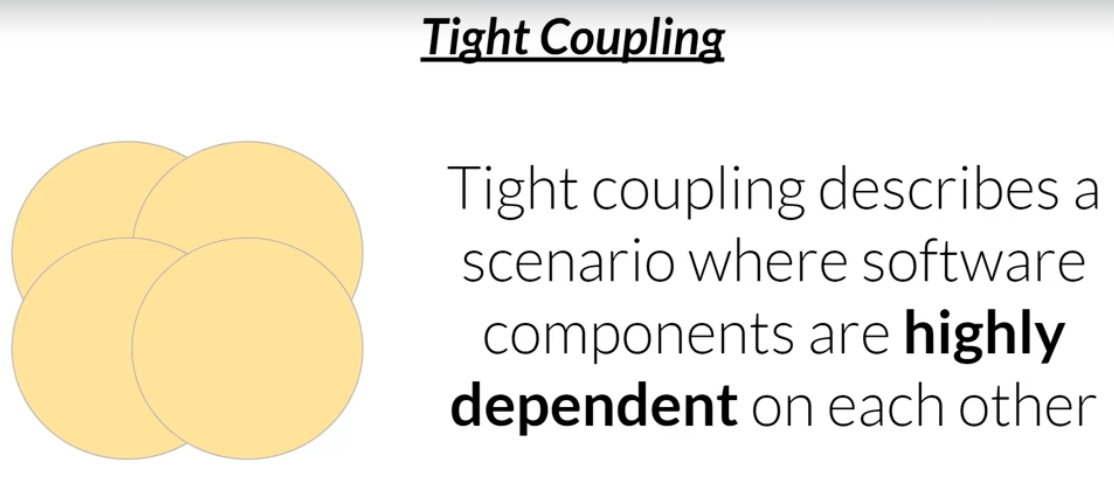 Tight Coupling
Tight coupling describes a
scenario where software
components are highly
dependent on each other